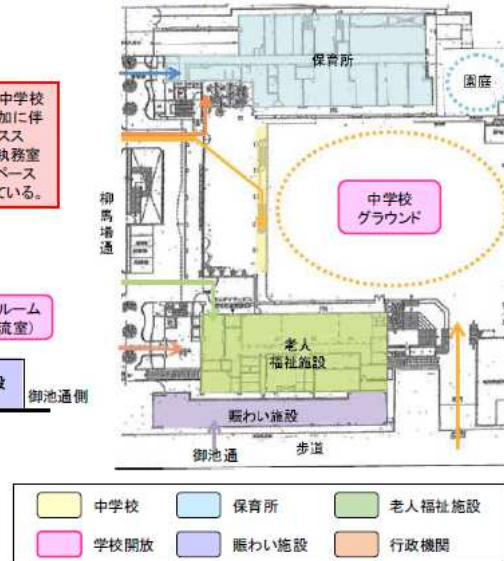 中学校
加に伴
スス
執務室
ペース
ている。
ルーム
流室）
設
御池通側
柳馬場通
保育所
園庭
中学校
グラウンド
老人
福祉施設
賑わい施設
御池通
歩道
中学校
保育所
老人福祉施設
学校開放
賑わい施設
行政機関